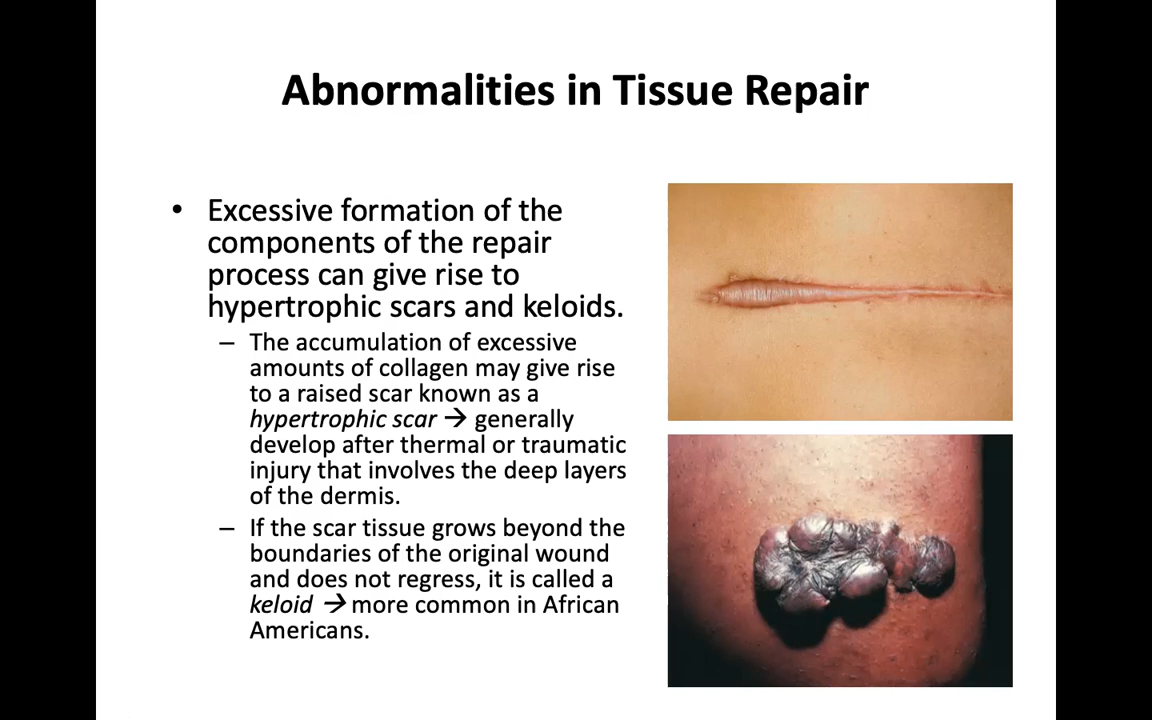 Abnormalities in Tissue Repair
• Excessive formation of the
components of the repair
process can give rise to
hypertrophic scars and keloids.
– The accumulation of excessive
amounts of collagen may give rise
to a raised scar known as a
hypertrophic scar → generally
develop after thermal or traumatic
injury that involves the deep layers
of the dermis.
– If the scar tissue grows beyond the
boundaries of the original wound
and does not regress, it is called a
keloid → more common in African
Americans.